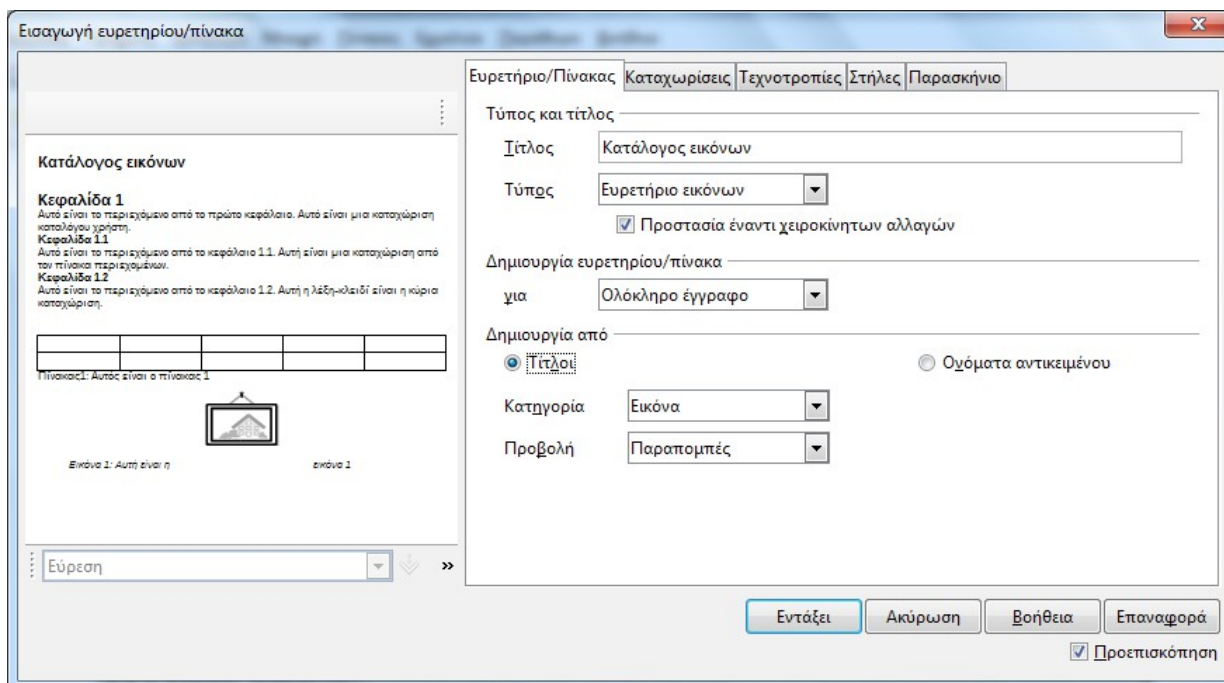 Εισαγωγή ευρετηρίου/πίνακα
Κατάλογος εικόνων
Κεφαλίδα 1
Αυτό είναι το περιεχόμενο από το πρώτο κεφάλαιο. Αυτό είναι μια καταχώριση
καταλόγου χρήστη.
Κεφαλίδα 1.1
Αυτό είναι το περιεχόμενο από το κεφάλαιο 1.1. Αυτή είναι μια καταχώριση από
τον πίνακα περιεχομένων.
Κεφαλίδα 1.2
Αυτό είναι το περιεχόμενο από το κεφάλαιο 1.2. Αυτή η λέξη-κλειδί είναι η κύρια
καταχώριση.
Πίνακας1: Αυτός είναι ο πίνακας 1
Εικόνα 1: Αυτή είναι η εικόνα 1
Εύρεση
Ευρετήριο/Πίνακας Καταχωρίσεις Τεχνοτροπίες Στήλες Παρασκήνιο
Τύπος και τίτλος
Τίτλος Κατάλογος εικόνων
Τύπος Ευρετήριο εικόνων
Προστασία έναντι χειροκίνητων αλλαγών
Δημιουργία ευρετηρίου/πίνακα
για Ολόκληρο έγγραφο
Δημιουργία από
Τίτλοι Ονόματα αντικειμένου
Κατηγορία Εικόνα
Προβολή Παραπομπές
Εντάξει Ακύρωση Βοήθεια Επαναφορά
Προεπισκόπηση